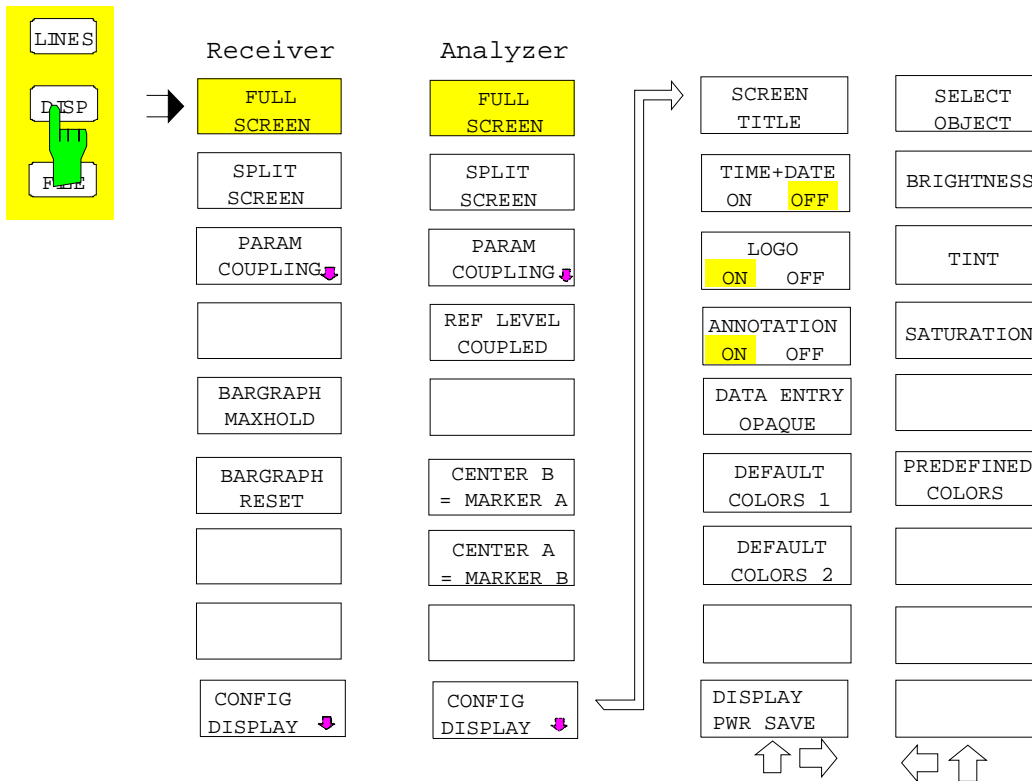 LINES
DISP
FILE
Receiver
FULL
SCREEN
SPLIT
SCREEN
PARAM
COUPLING
BARGRAPH
MAXHOLD
BARGRAPH
RESET
CONFIG
DISPLAY
Analyzer
FULL
SCREEN
SPLIT
SCREEN
PARAM
COUPLING
REF LEVEL
COUPLED
CENTER B
= MARKER A
CENTER A
= MARKER B
CONFIG
DISPLAY
SCREEN
TITLE
TIME+DATE
ON OFF
LOGO
ON OFF
ANNOTATION
ON OFF
DATA ENTRY
OPAQUE
DEFAULT
COLORS 1
DEFAULT
COLORS 2
DISPLAY
PWR SAVE
SELECT
OBJECT
BRIGHTNESS
TINT
SATURATION
PREDEFINED
COLORS